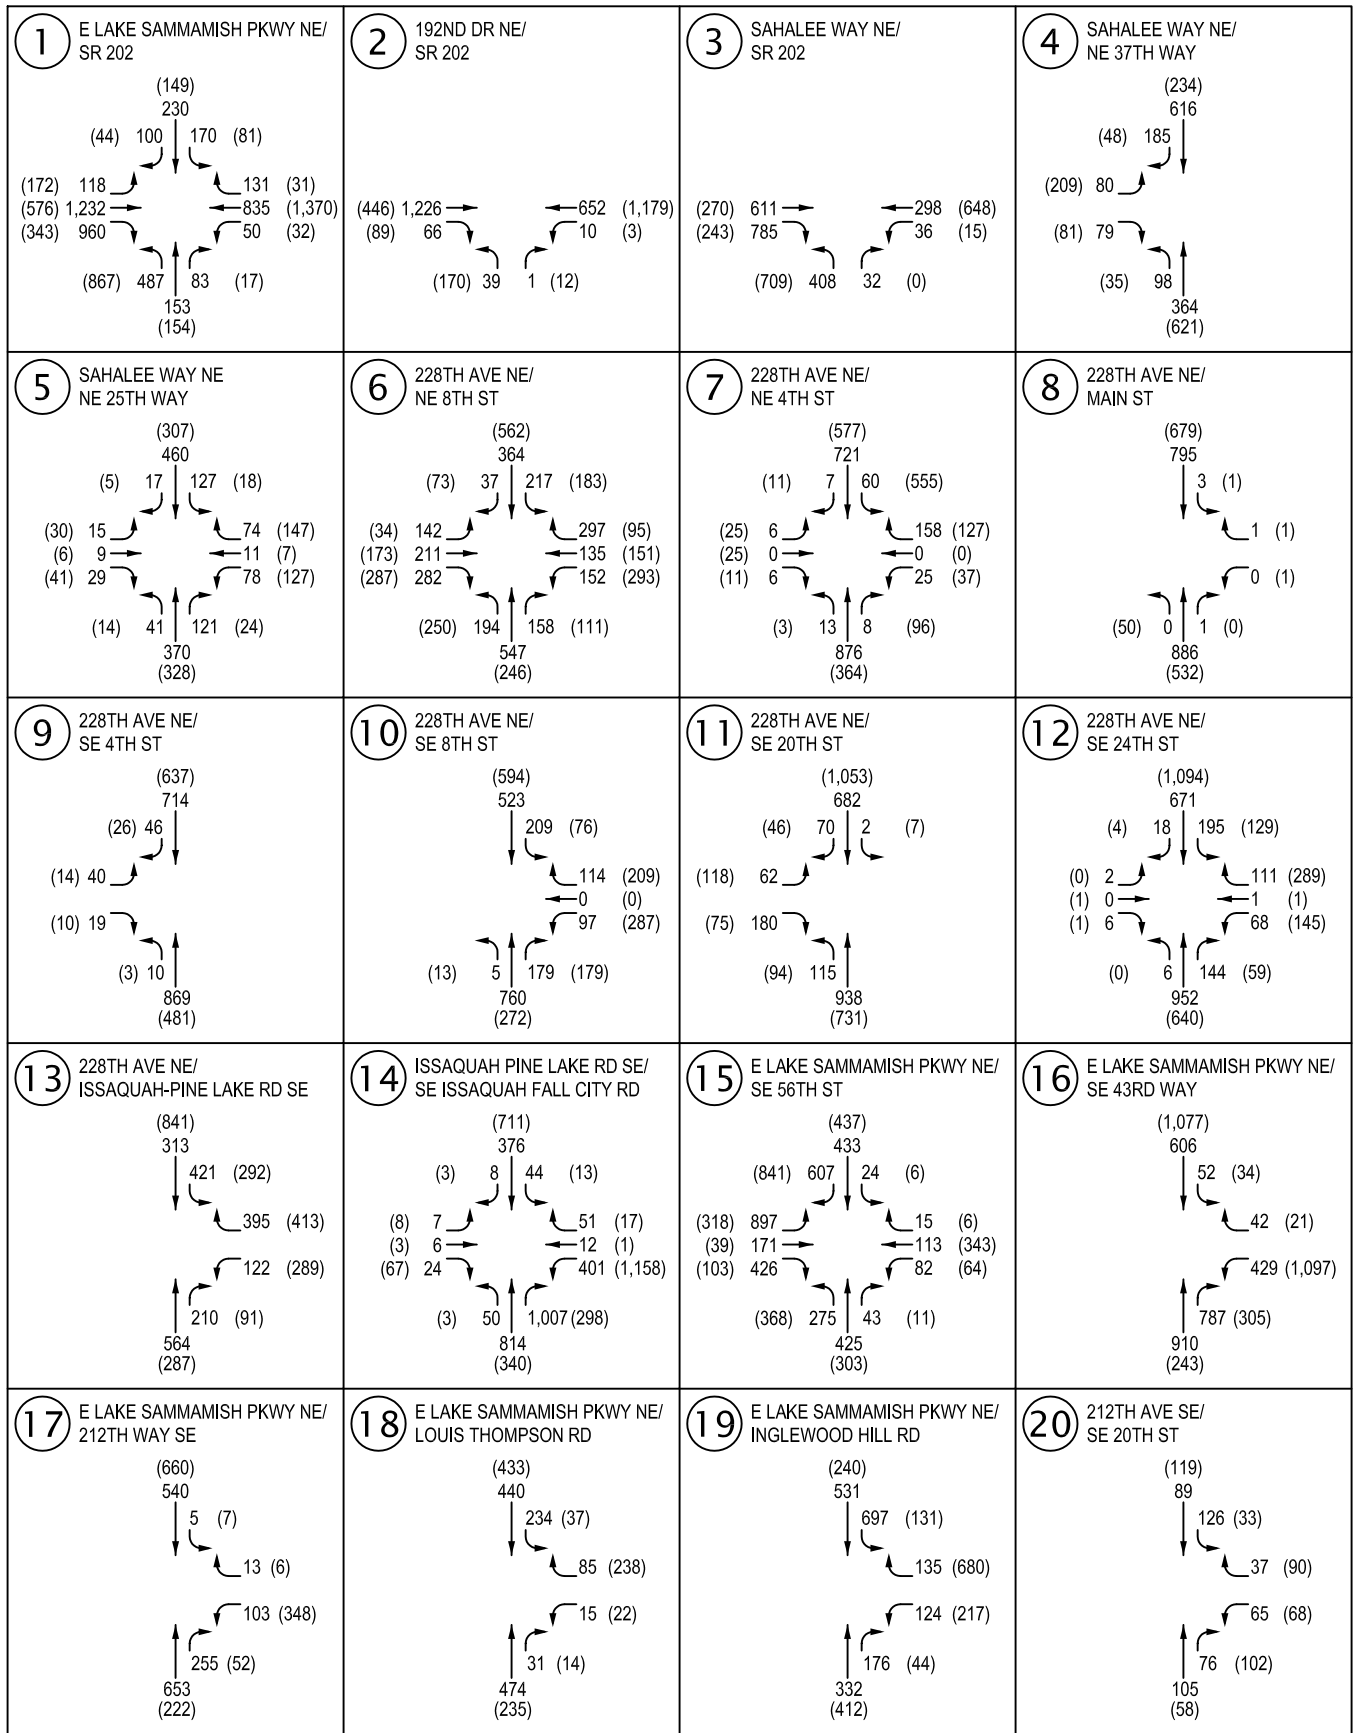 1 E LAKE SAMMAMISH PKWY NE/
SR 202
(149)
230
(44) 100 170 (81)
(172) 118 131 (31)
(576) 1,232 835 (1,370)
(343) 960 50 (32)
(867) 487 83 (17)
153
(154)
2 192ND DR NE/
SR 202
(446) 1,226 652 (1,179)
(89) 66 10 (3)
(170) 39 1 (12)
3 SAHALEE WAY NE/
SR 202
(270) 611 298 (648)
(243) 785 36 (15)
(709) 408 32 (0)
4 SAHALEE WAY NE/
NE 37TH WAY
(234)
616
(48) 185
(209) 80
(81) 79
(35) 98
364
(621)
5 SAHALEE WAY NE
NE 25TH WAY
(307)
460
(5) 17 127 (18)
(30) 15 74 (147)
(6) 9 11 (7)
(41) 29 78 (127)
(14) 41 121 (24)
370
(328)
6 228TH AVE NE/
NE 8TH ST
(562)
364
(73) 37 217 (183)
(34) 142 297 (95)
(173) 211 135 (151)
(287) 282 152 (293)
(250) 194 158 (111)
547
(246)
7 228TH AVE NE/
NE 4TH ST
(577)
721
(11) 7 60 (555)
(25) 6 158 (127)
(25) 0 0 (0)
(11) 6 25 (37)
(3) 13 8 (96)
876
(364)
8 228TH AVE NE/
MAIN ST
(679)
795
3 (1)
1 (1)
0 (1)
(50) 0 1 (0)
886
(532)
9 228TH AVE NE/
SE 4TH ST
(637)
714
(26) 46
(14) 40
(10) 19
(3) 10
869
(481)
10 228TH AVE NE/
SE 8TH ST
(594)
523
209 (76)
114 (209)
0 (0)
97 (287)
(13) 5 179 (179)
760
(272)
11 228TH AVE NE/
SE 20TH ST
(1,053)
682
(46) 70 2 (7)
(118) 62
(75) 180
(94) 115
938
(731)
12 228TH AVE NE/
SE 24TH ST
(1,094)
671
(4) 18 195 (129)
(0) 2 111 (289)
(1) 0 1 (1)
(1) 6 68 (145)
(0) 6 144 (59)
952
(640)
13 228TH AVE NE/
ISSAQUAH-PINE LAKE RD SE
(841)
313
421 (292)
395 (413)
122 (289)
210 (91)
564
(287)
14 ISSAQUAH PINE LAKE RD SE/
SE ISSAQUAH FALL CITY RD
(711)
376
(3) 8 44 (13)
(8) 7 51 (17)
(3) 6 12 (1)
(67) 24 401 (1,158)
(3) 50 1,007 (298)
814
(340)
15 E LAKE SAMMAMISH PKWY NE/
SE 56TH ST
(437)
433
(841) 607 24 (6)
(318) 897 15 (6)
(39) 171 113 (343)
(103) 426 82 (64)
(368) 275 43 (11)
425
(303)
16 E LAKE SAMMAMISH PKWY NE/
SE 43RD WAY
(1,077)
606
52 (34)
42 (21)
429 (1,097)
787 (305)
910
(243)
17 E LAKE SAMMAMISH PKWY NE/
212TH WAY SE
(660)
540
5 (7)
13 (6)
103 (348)
255 (52)
653
(222)
18 E LAKE SAMMAMISH PKWY NE/
LOUIS THOMPSON RD
(433)
440
234 (37)
85 (238)
15 (22)
31 (14)
474
(235)
19 E LAKE SAMMAMISH PKWY NE/
INGLEWOOD HILL RD
(240)
531
697 (131)
135 (680)
124 (217)
176 (44)
332
(412)
20 212TH AVE SE/
SE 20TH ST
(119)
89
126 (33)
37 (90)
65 (68)
76 (102)
105
(58)